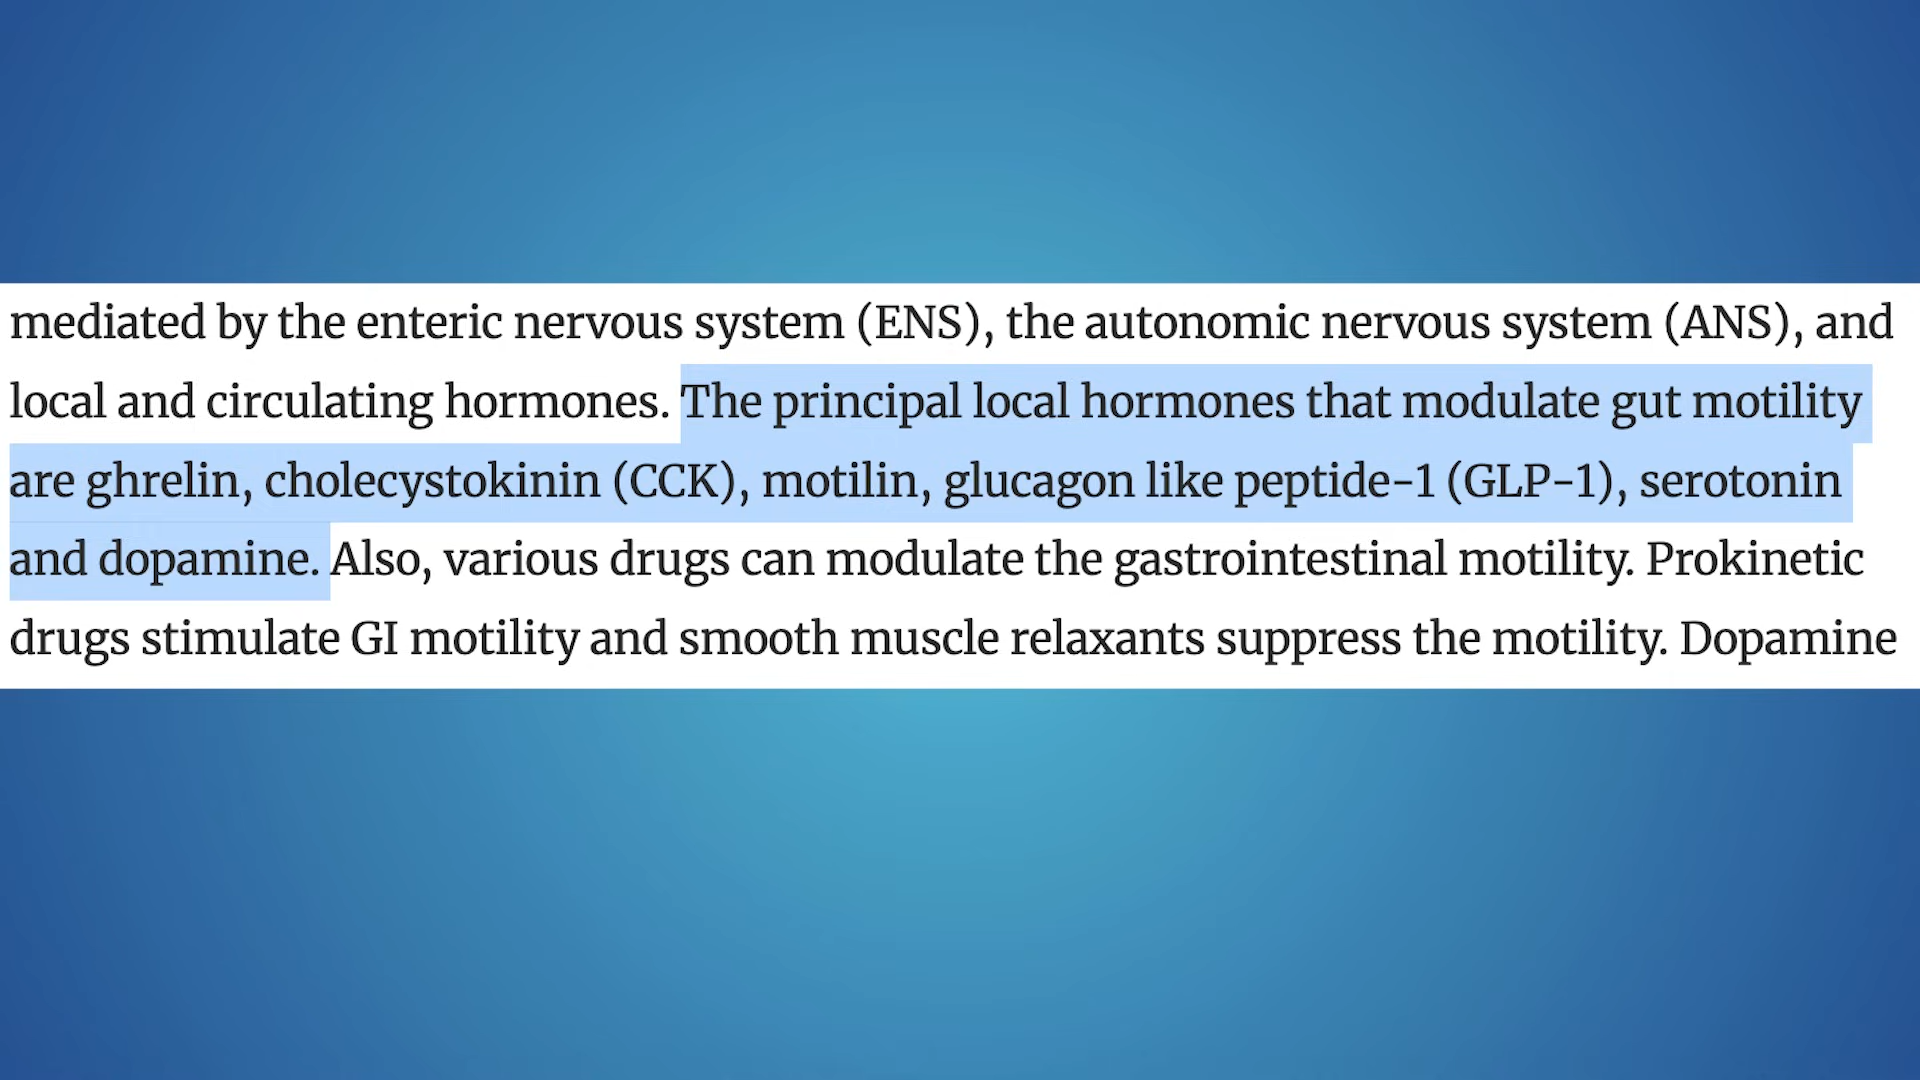 mediated by the enteric nervous system (ENS), the autonomic nervous system (ANS), and
local and circulating hormones. The principal local hormones that modulate gut motility
are ghrelin, cholecystokinin (CCK), motilin, glucagon like peptide-1 (GLP-1), serotonin
and dopamine. Also, various drugs can modulate the gastrointestinal motility. Prokinetic
drugs stimulate GI motility and smooth muscle relaxants suppress the motility. Dopamine